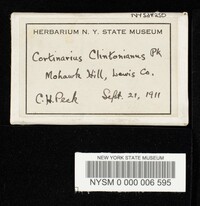 HERBARIUM N. Y. STATE MUSEUM
Cortinarius Clintonianus Pk
Mohawk Hill, Lewis Co.
C. H. Peck Sept. 21, 1911
NEW YORK STATE MUSEUM
NYSM 0 000 006 595